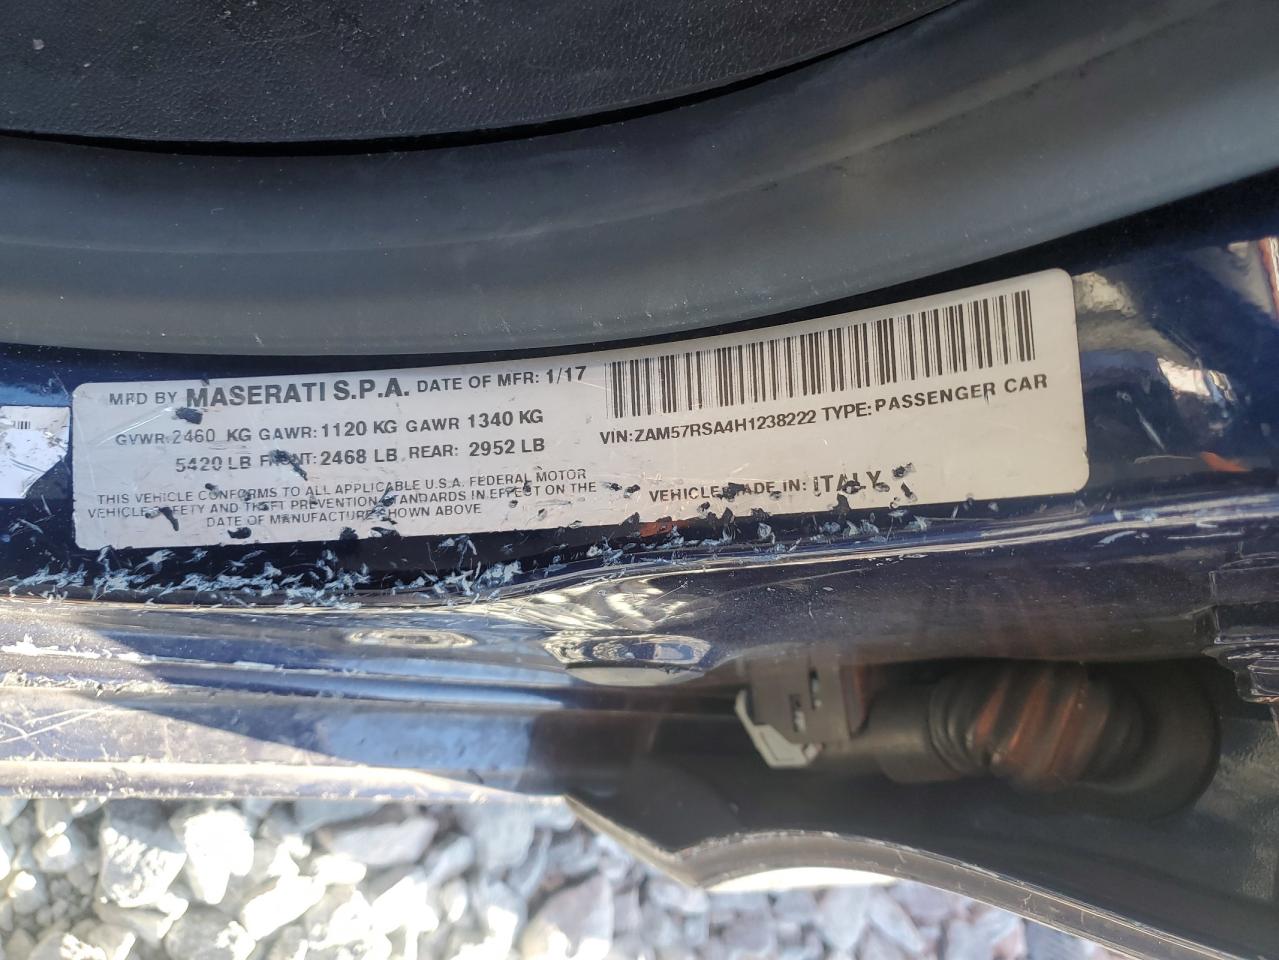 MFD BY MASERATI S.P.A. DATE OF MFR: 1/17
GVWR: 2460 KG GAWR: 1120 KG GAWR 1340 KG
5420 LB FRONT: 2468 LB REAR: 2952 LB
THIS VEHICLE CONFORMS TO ALL APPLICABLE U.S.A. FEDERAL MOTOR
VEHICLE SAFETY AND THEFT PREVENTION STANDARDS IN EFFECT ON THE
DATE OF MANUFACTURE SHOWN ABOVE
VIN: ZAM57RSA4H1238222 TYPE: PASSENGER CAR
VEHICLE MADE IN: ITALY